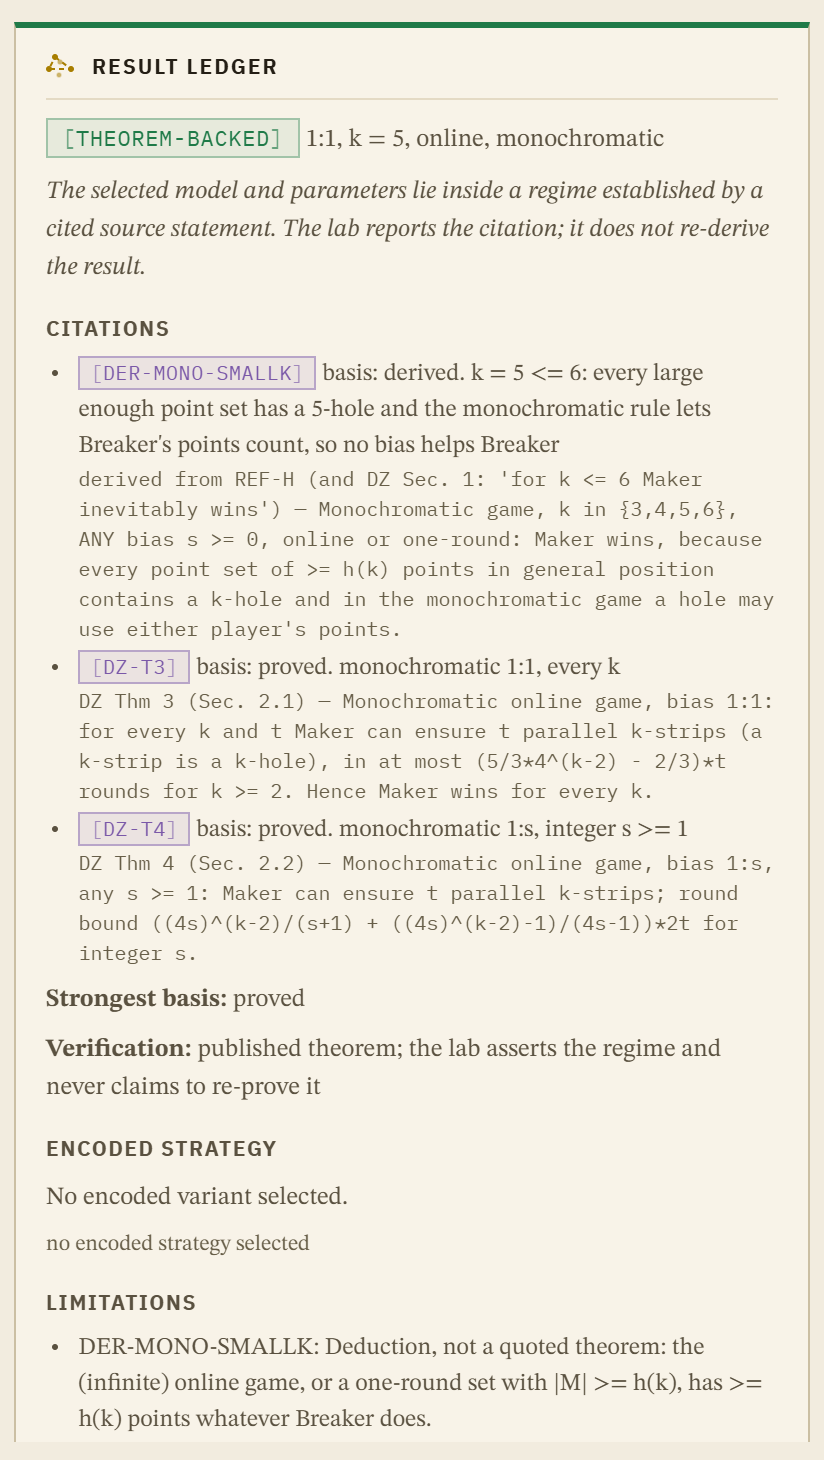 RESULT LEDGER
[THEOREM-BACKED] 1:1, k = 5, online, monochromatic
The selected model and parameters lie inside a regime established by a
cited source statement. The lab reports the citation; it does not re-derive
the result.
CITATIONS
• [DER-MONO-SMALLK] basis: derived. k = 5 <= 6: every large
enough point set has a 5-hole and the monochromatic rule lets
Breaker's points count, so no bias helps Breaker
derived from REF-H (and DZ Sec. 1: 'for k <= 6 Maker
inevitably wins') — Monochromatic game, k in {3,4,5,6},
ANY bias s >= 0, online or one-round: Maker wins, because
every point set of >= h(k) points in general position
contains a k-hole and in the monochromatic game a hole may
use either player's points.
• [DZ-T3] basis: proved. monochromatic 1:1, every k
DZ Thm 3 (Sec. 2.1) — Monochromatic online game, bias 1:1:
for every k and t Maker can ensure t parallel k-strips (a
k-strip is a k-hole), in at most (5/3*4^(k-2) - 2/3)*t
rounds for k >= 2. Hence Maker wins for every k.
• [DZ-T4] basis: proved. monochromatic 1:s, integer s >= 1
DZ Thm 4 (Sec. 2.2) — Monochromatic online game, bias 1:s,
any s >= 1: Maker can ensure t parallel k-strips; round
bound ((4s)^(k-2)/(s+1) + ((4s)^(k-2)-1)/(4s-1))*2t for
integer s.
Strongest basis: proved
Verification: published theorem; the lab asserts the regime and
never claims to re-prove it
ENCODED STRATEGY
No encoded variant selected.
no encoded strategy selected
LIMITATIONS
• DER-MONO-SMALLK: Deduction, not a quoted theorem: the
(infinite) online game, or a one-round set with |M| >= h(k), has >=
h(k) points whatever Breaker does.